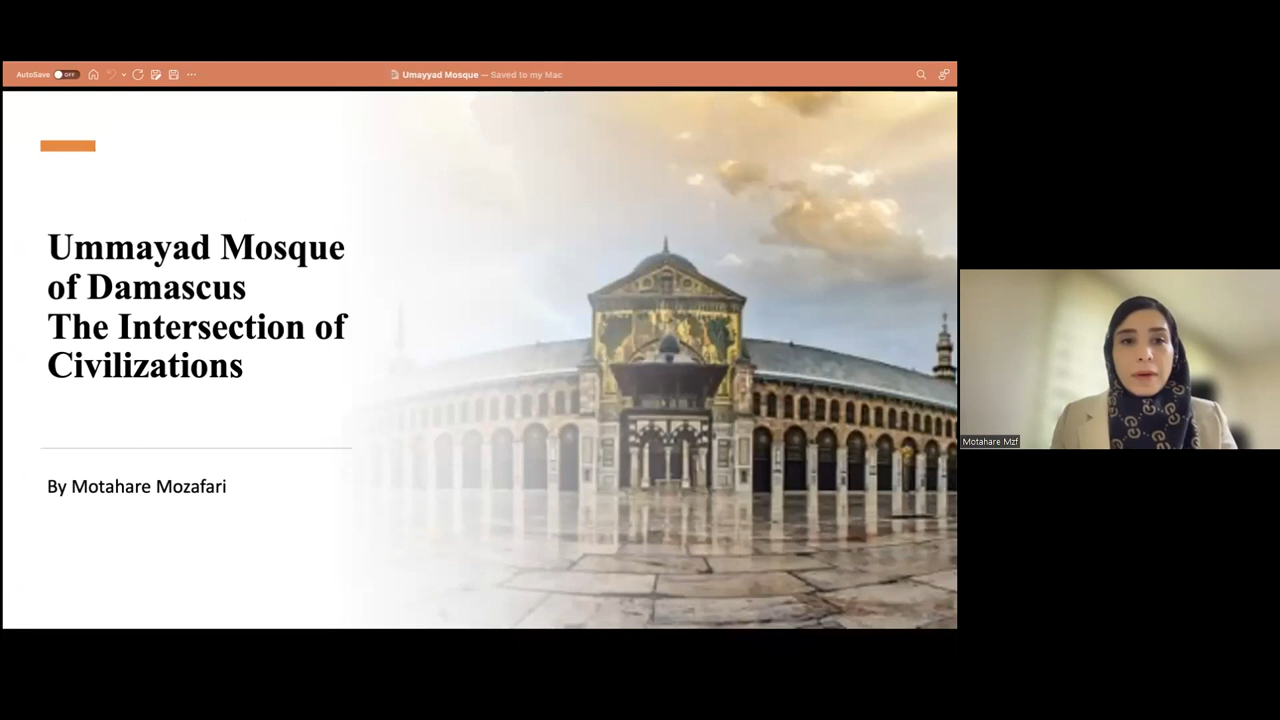 AutoSave OFF
Umayyad Mosque — Saved to my Mac
Ummayad Mosque
of Damascus
The Intersection of
Civilizations
By Motahare Mozafari
Motahare Mzf